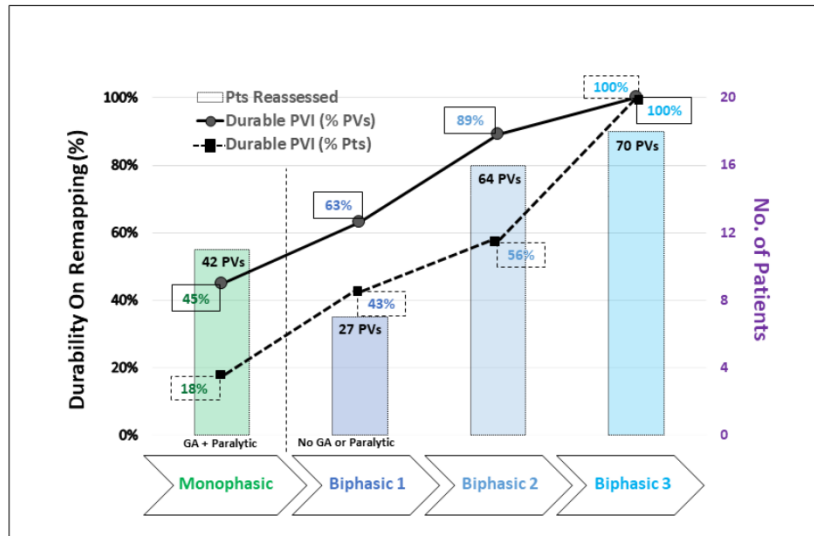 Pts Reassessed
Durable PVI (% PVs)
Durable PVI (% Pts)
Durability On Remapping (%)
100%
80%
60%
40%
20%
0%
No. of Patients
20
16
12
8
4
0
42 PVs
45%
18%
63%
43%
27 PVs
89%
64 PVs
56%
100%
100%
70 PVs
GA + Paralytic
No GA or Paralytic
Monophasic
Biphasic 1
Biphasic 2
Biphasic 3